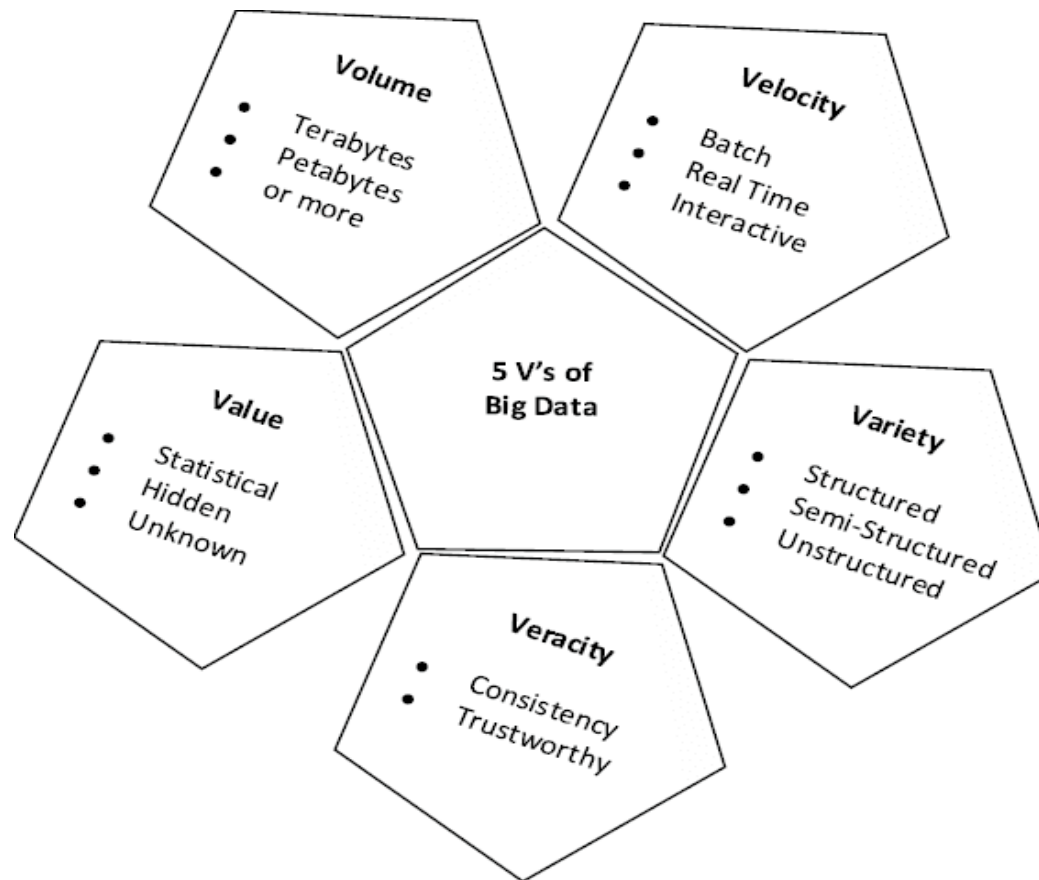 Volume
• Terabytes
• Petabytes
• or more
Velocity
• Batch
• Real Time
• Interactive
5 V's of
Big Data
Value
• Statistical
• Hidden
• Unknown
Variety
• Structured
• Semi-Structured
• Unstructured
Veracity
• Consistency
• Trustworthy